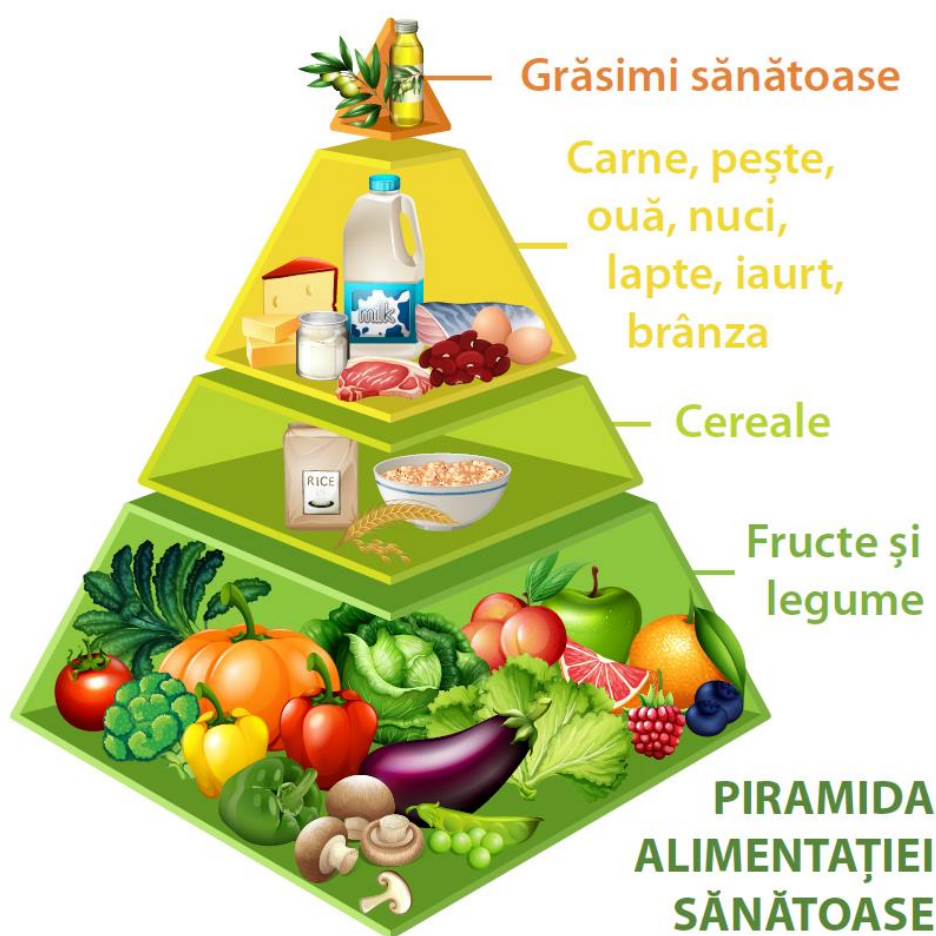 Grăsimi sănătoase
Carne, pește,
ouă, nuci,
lapte, iaurt,
brânza
milk
Cereale
RICE
Fructe și
legume
PIRAMIDA
ALIMENTAȚIEI
SĂNĂTOASE